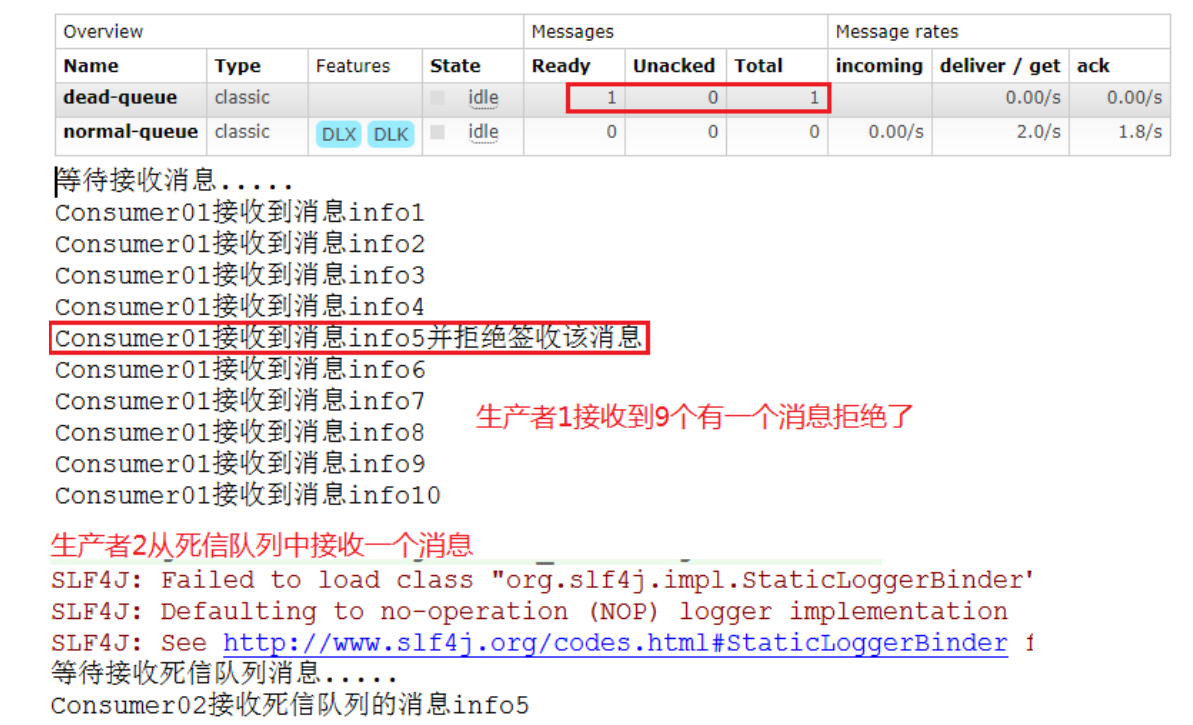 Overview Messages Message rates
Name Type Features State Ready Unacked Total incoming deliver / get ack
dead-queue classic idle 1 0 1 0.00/s 0.00/s
normal-queue classic DLX DLK idle 0 0 0 0.00/s 2.0/s 1.8/s
等待接收消息.....
Consumer01接收到消息info1
Consumer01接收到消息info2
Consumer01接收到消息info3
Consumer01接收到消息info4
Consumer01接收到消息info5并拒绝签收该消息
Consumer01接收到消息info6
Consumer01接收到消息info7
生产者1接收到9个有一个消息拒绝了
Consumer01接收到消息info8
Consumer01接收到消息info9
Consumer01接收到消息info10
生产者2从死信队列中接收一个消息
SLF4J: Failed to load class "org.slf4j.impl.StaticLoggerBinder"
SLF4J: Defaulting to no-operation (NOP) logger implementation
SLF4J: See http://www.slf4j.org/codes.html#StaticLoggerBinder
等待接收死信队列消息.....
Consumer02接收死信队列的消息info5